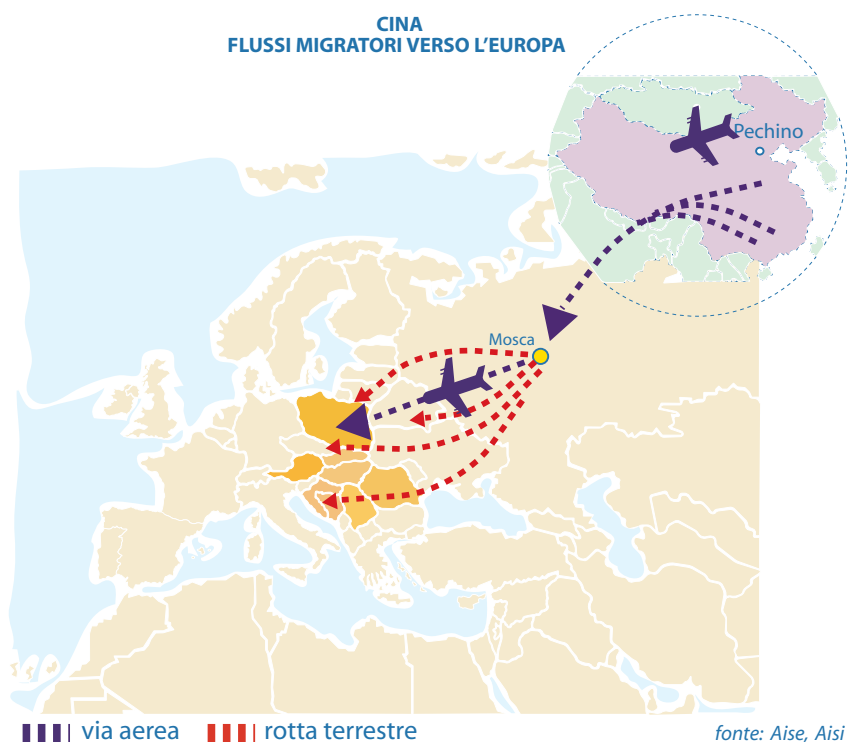 CINA
FLUSSI MIGRATORI VERSO L'EUROPA
Pechino
Mosca
via aerea
rotta terrestre
fonte: Aise, Aisi